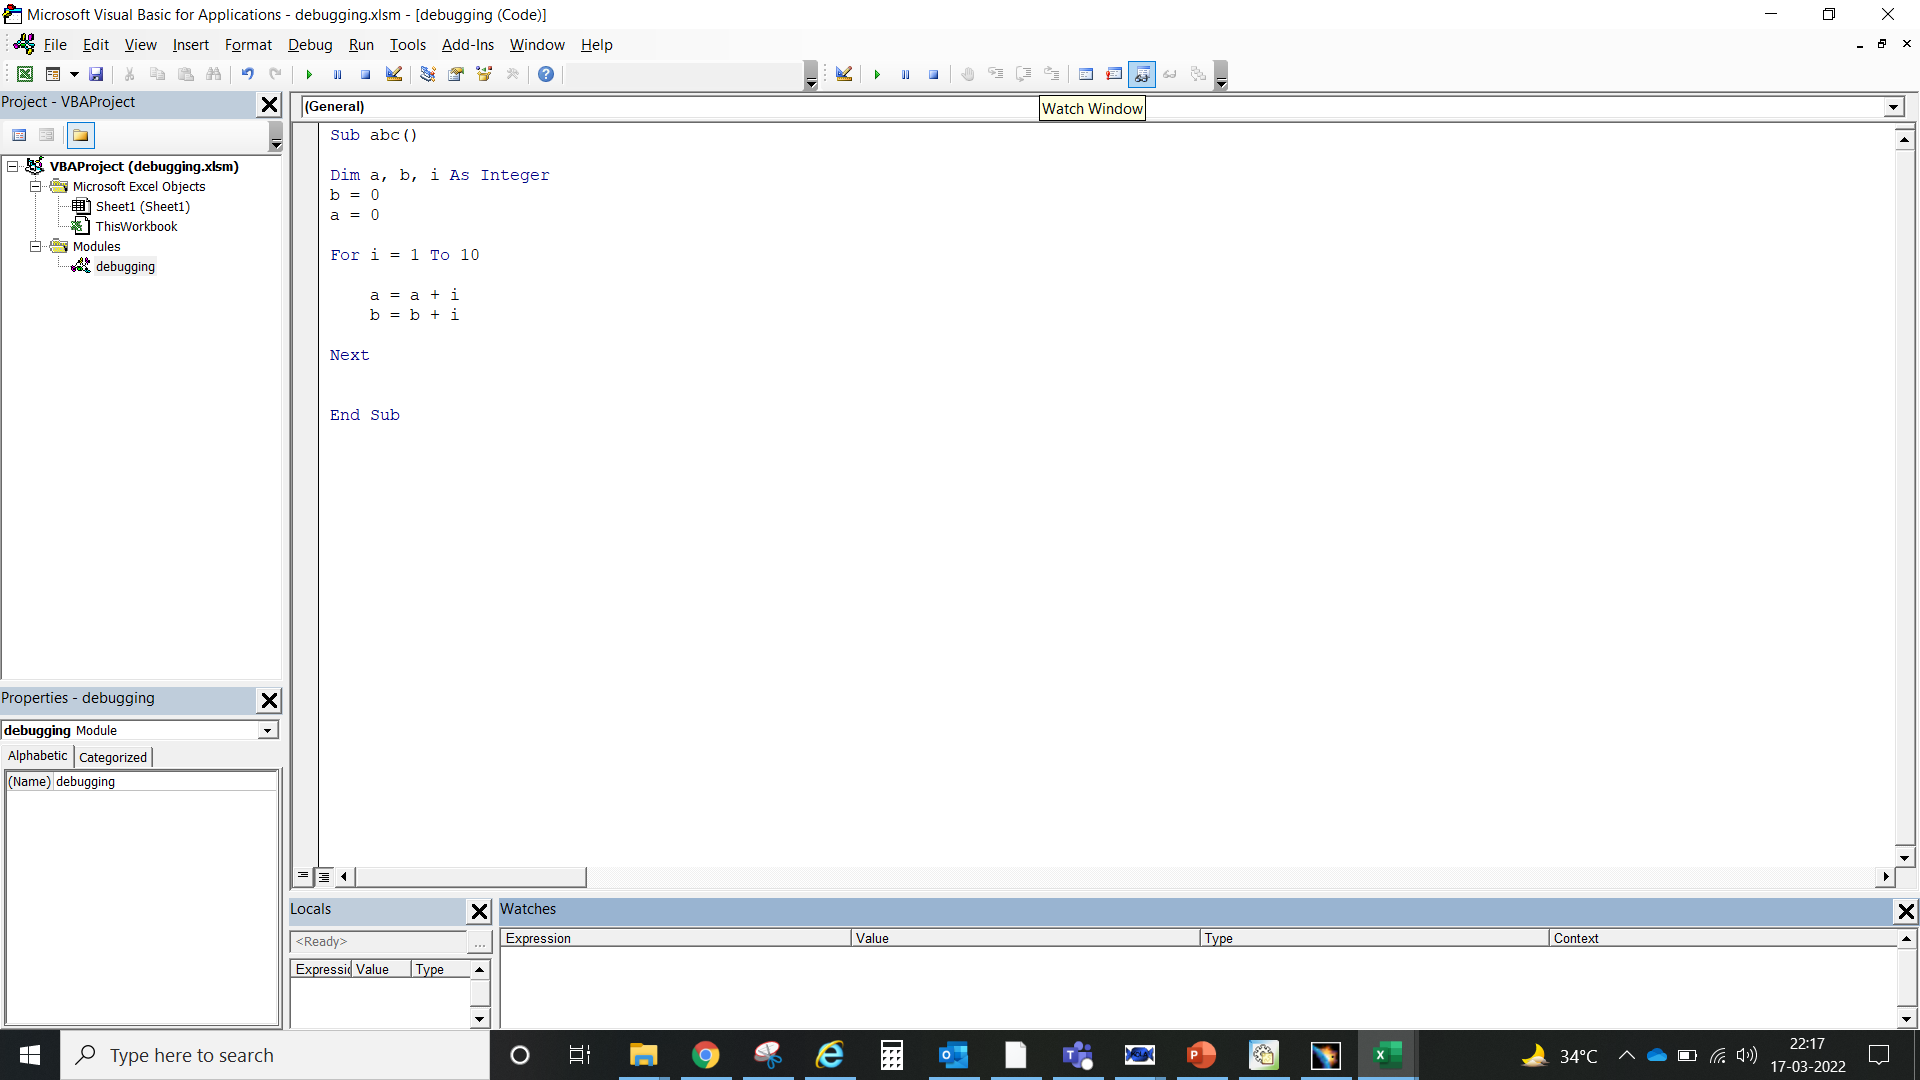 Microsoft Visual Basic for Applications - debugging.xlsm - [debugging (Code)]
File Edit View Insert Format Debug Run Tools Add-Ins Window Help
Project - VBAProject
(General)
Watch Window
VBAProject (debugging.xlsm)
Microsoft Excel Objects
Sheet1 (Sheet1)
ThisWorkbook
Modules
debugging
Sub abc()
Dim a, b, i As Integer
b = 0
a = 0
For i = 1 To 10
a = a + i
b = b + i
Next
End Sub
Properties - debugging
debugging Module
Alphabetic Categorized
(Name) debugging
Locals
<Ready>
...
Expressic Value Type
Watches
Expression Value Type Context
Type here to search
34°C
22:17
17-03-2022